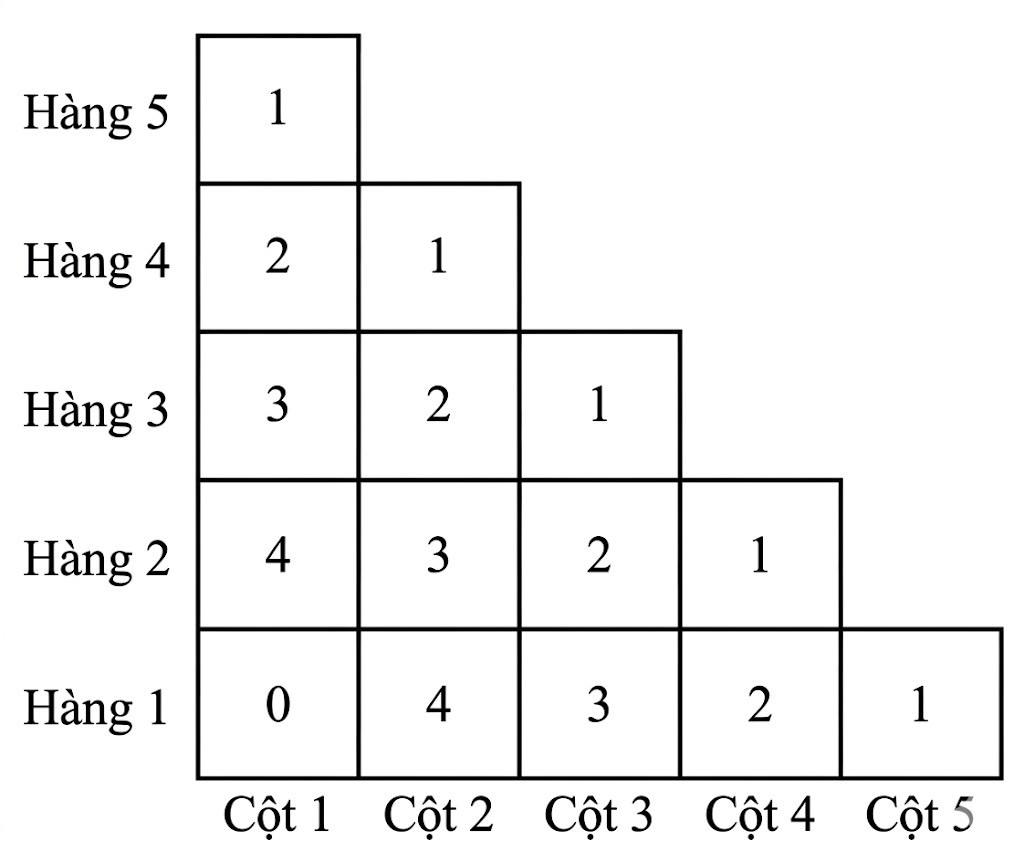 Hàng 5 1
Hàng 4 2 1
Hàng 3 3 2 1
Hàng 2 4 3 2 1
Hàng 1 0 4 3 2 1
Cột 1 Cột 2 Cột 3 Cột 4 Cột 5